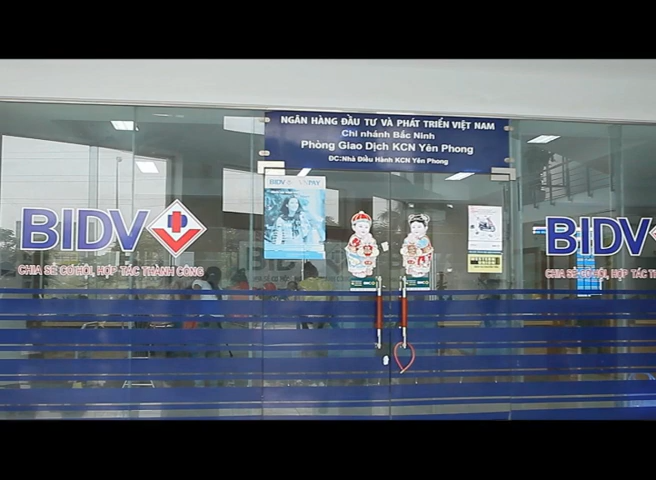 NGÂN HÀNG ĐẦU TƯ VÀ PHÁT TRIỂN VIỆT NAM
Chi nhánh Bắc Ninh
Phòng Giao Dịch KCN Yên Phong
ĐC:Nhà Điều Hành KCN Yên Phong
BIDV PAY
BIDV
CHIA SẺ CƠ HỘI, HỢP TÁC THÀNH CÔNG
BIDV
CHIA SẺ CƠ HỘI, HỢP TÁC